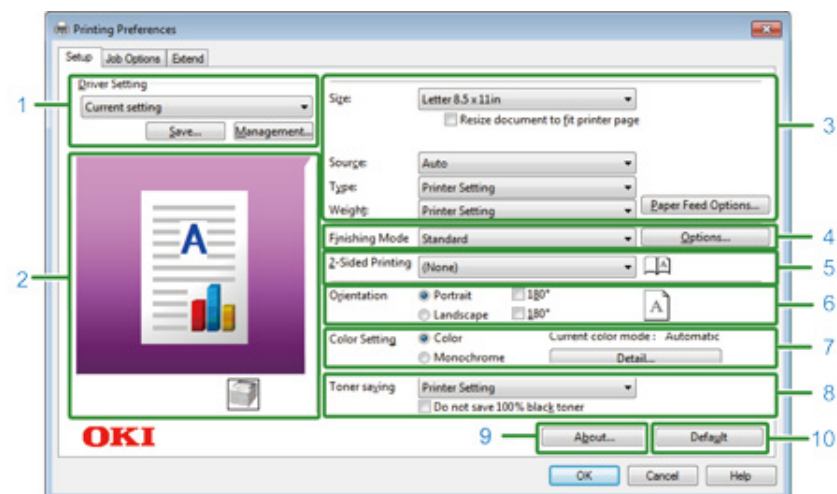 Printing Preferences
Setup Job Options Extend
1
Driver Setting
Current setting
Save... Management...
2
A
OKI
Size: Letter 8.5 x 11in
Resize document to fit printer page
3
Source: Auto
Type: Printer Setting
Weight: Printer Setting Paper Feed Options...
Finishing Mode Standard Options... 4
2-Sided Printing (None) A 5
Orientation Portrait 180° A 6
Landscape 180°
Color Setting Color Current color mode : Automatic 7
Monochrome Detail...
Toner saving Printer Setting 8
Do not save 100% black toner
9 About... Default 10
OK Cancel Help